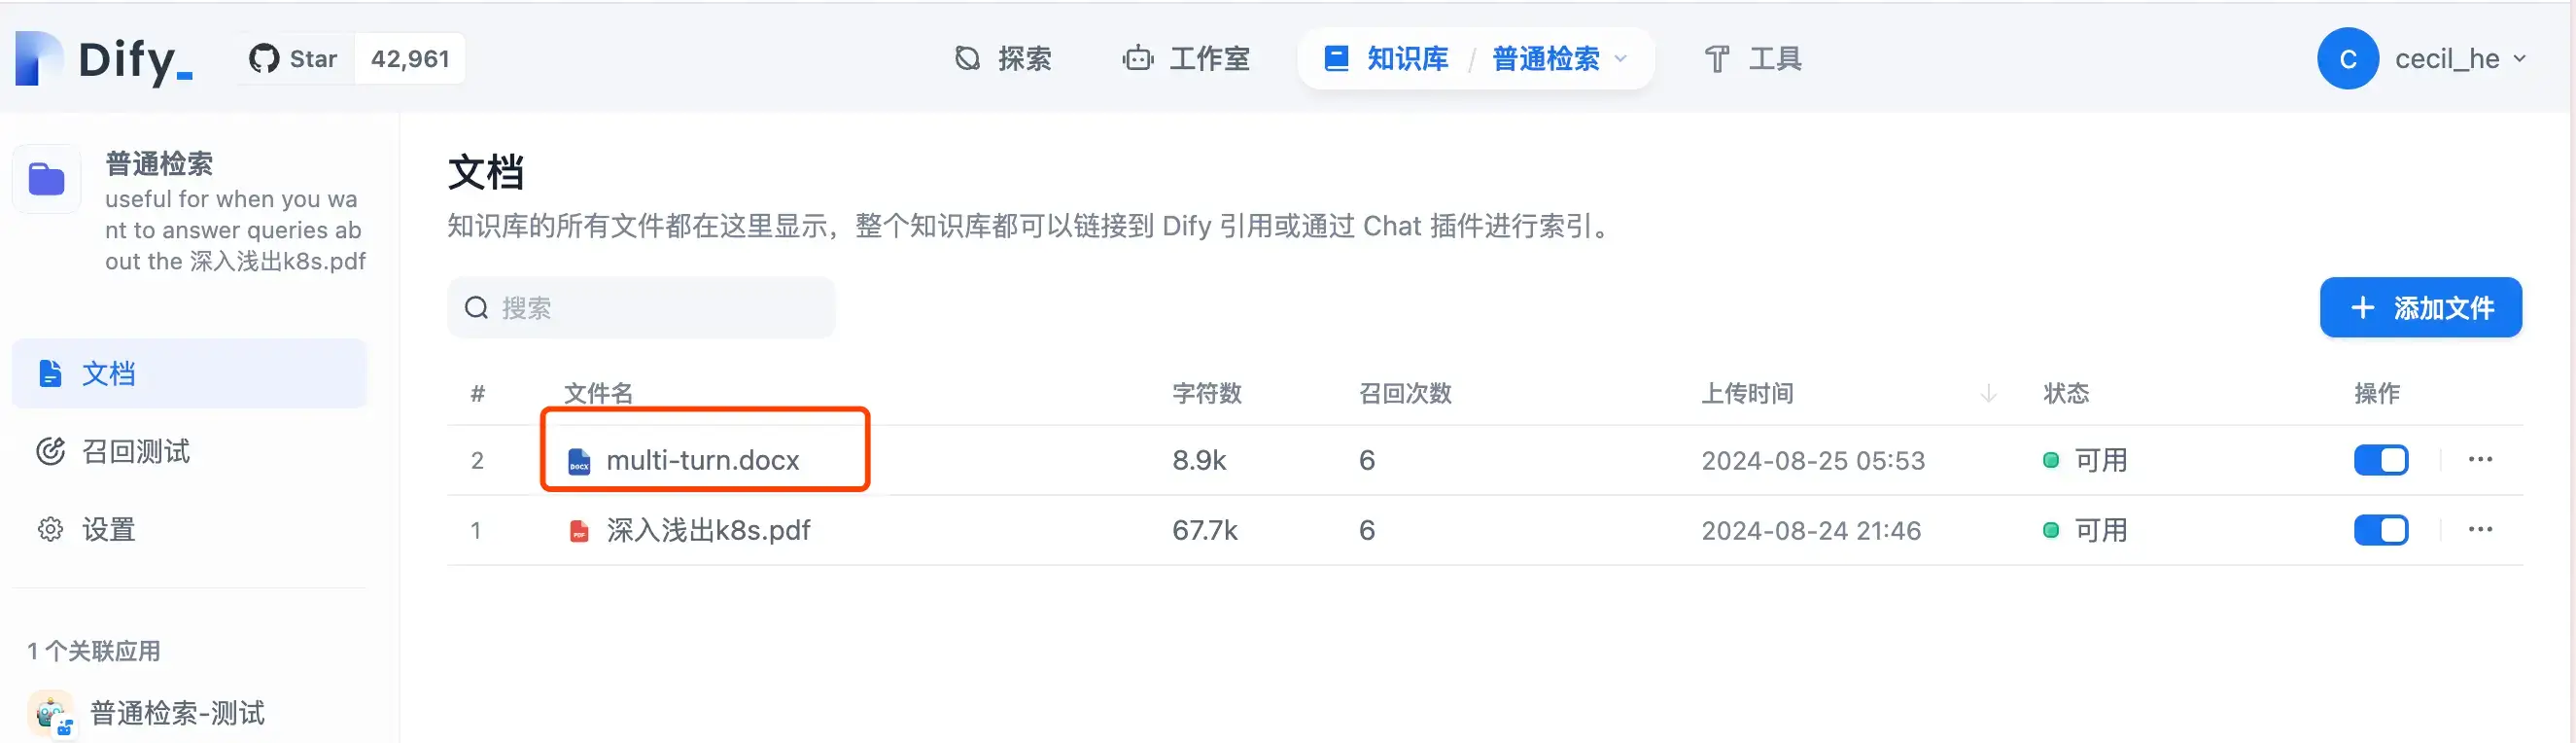 Dify_
Star 42,961
探索
工作室
知识库 / 普通检索
工具
C cecil_he
普通检索
useful for when you wa
nt to answer queries ab
out the 深入浅出k8s.pdf
文档
召回测试
设置
1 个关联应用
普通检索-测试
文档
知识库的所有文件都在这里显示，整个知识库都可以链接到 Dify 引用或通过 Chat 插件进行索引。
搜索
+ 添加文件
# 文件名 字符数 召回次数 上传时间 ↓ 状态 操作
2 DOCX multi-turn.docx 8.9k 6 2024-08-25 05:53 可用 ···
1 PDF 深入浅出k8s.pdf 67.7k 6 2024-08-24 21:46 可用 ···